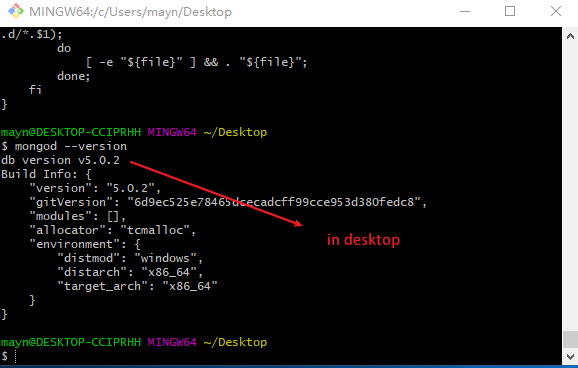 MINGW64:/c/Users/mayn/Desktop
.d/*.$1);
do
[ -e "${file}" ] && . "${file}";
done;
fi
}
mayn@DESKTOP-CCIPRHH MINGW64 ~/Desktop
$ mongod --version
db version v5.0.2
Build Info: {
"version": "5.0.2",
"gitVersion": "6d9ec525e78465dcecadcff99cce953d380fedc8",
"modules": [],
"allocator": "tcmalloc",
"environment": {
"distmod": "windows",
"distarch": "x86_64",
"target_arch": "x86_64"
}
}
in desktop
mayn@DESKTOP-CCIPRHH MINGW64 ~/Desktop
$